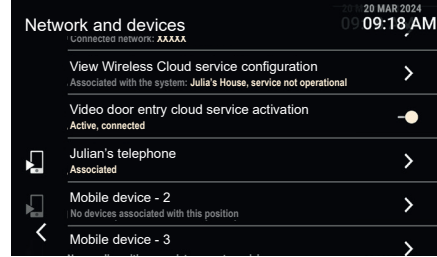 20 MAR 2024
Network and devices
09:18 AM
Connected network: XXXXX
View Wireless Cloud service configuration
Associated with the system: Julia's House, service not operational
Video door entry cloud service activation
Active, connected
Julian's telephone
Associated
Mobile device - 2
No devices associated with this position
Mobile device - 3